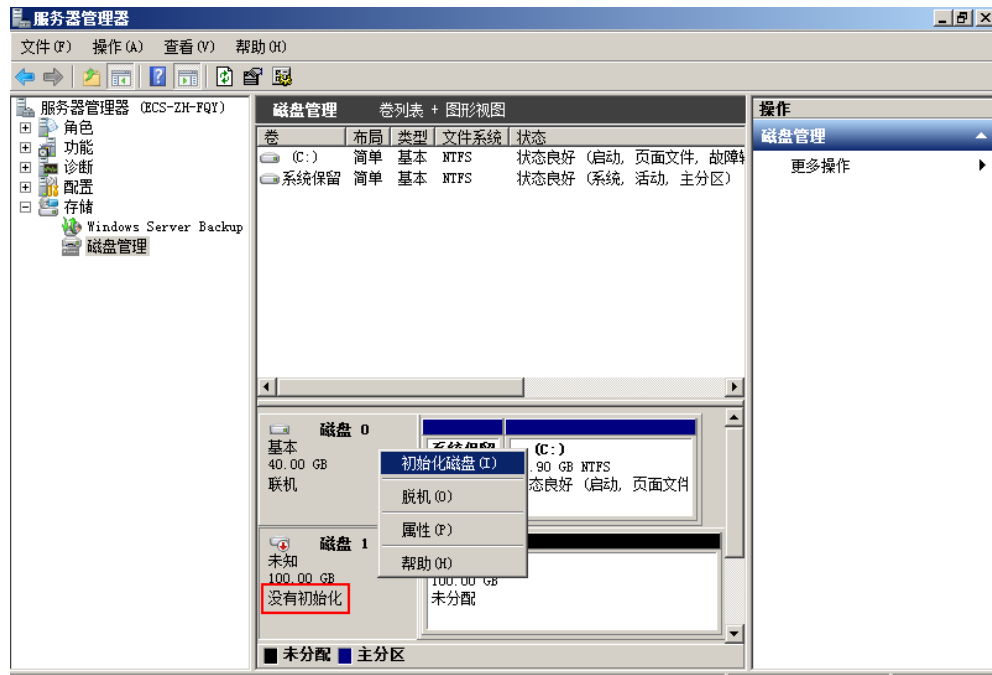 服务器管理器
文件(F) 操作(A) 查看(V) 帮助(H)
服务器管理器 (ECS-ZH-FQY)
角色
功能
诊断
配置
存储
Windows Server Backup
磁盘管理
磁盘管理 卷列表 + 图形视图
卷 布局 类型 文件系统 状态
(C:) 简单 基本 NTFS 状态良好 (启动, 页面文件, 故障转
系统保留 简单 基本 NTFS 状态良好 (系统, 活动, 主分区)
磁盘 0
基本
40.00 GB
联机
系统保留
(C:)
.90 GB NTFS
态良好 (启动, 页面文件
初始化磁盘(I)
脱机(O)
属性(P)
帮助(H)
磁盘 1
未知
100.00 GB
没有初始化
100.00 GB
未分配
未分配 主分区
操作
磁盘管理
更多操作